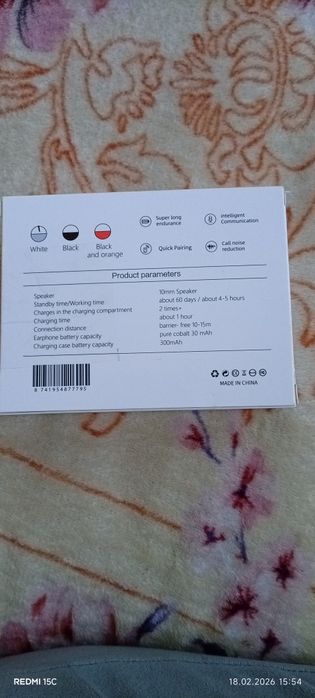 White
Black
Black
and orange
Super long
endurance
intelligent
Communication
Quick Pairing
Call noise
reduction
Product parameters
Speaker 10mm Speaker
Standby time/Working time: about 60 days / about 4-5 hours
Charges in the charging compartment 2 times+
Charging time about 1 hour
Connection distance barrier- free 10-15m
Earphone battery capacity pure cobalt 30 mAh
Charging case battery capacity 300mAh
8 741954 877795
MADE IN CHINA
REDMI 15C
18.02.2026 15:54